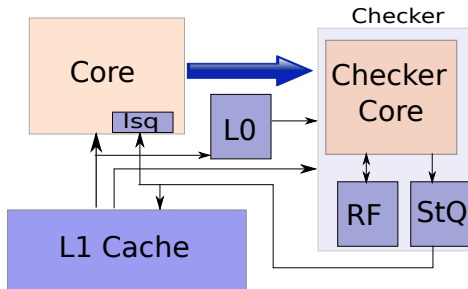 Checker
Core
lsq
L0
Checker
Core
RF
StQ
L1 Cache